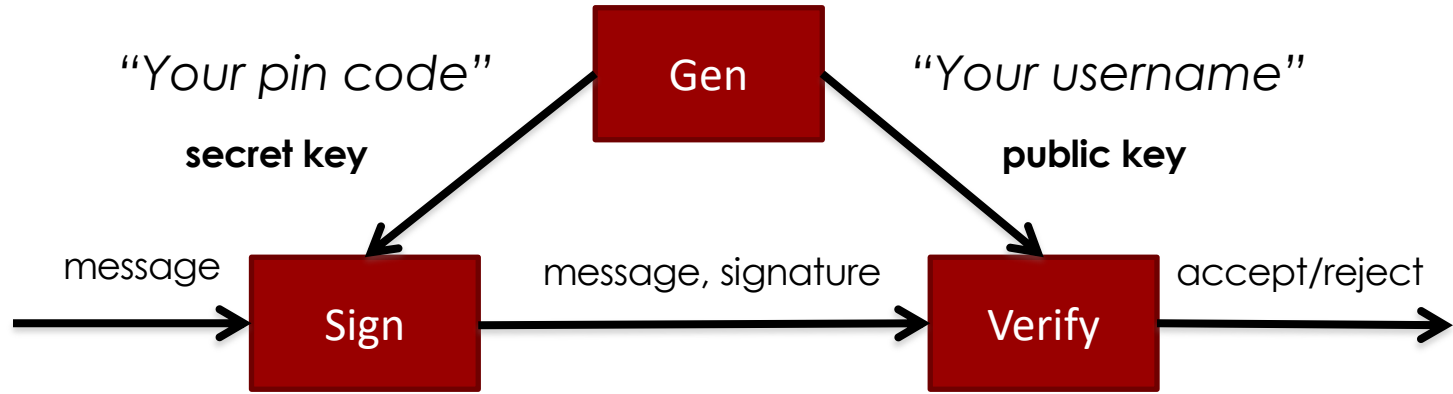 “Your pin code”
Gen
“Your username”
secret key
public key
message
message, signature
accept/reject
Sign
Verify